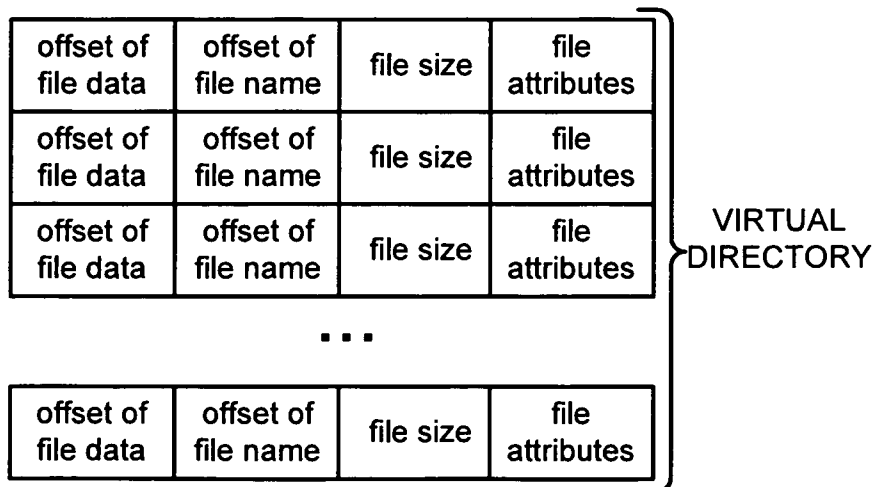 offset of file data offset of file name file size file attributes
offset of file data offset of file name file size file attributes
offset of file data offset of file name file size file attributes
VIRTUAL
DIRECTORY
...
offset of file data offset of file name file size file attributes